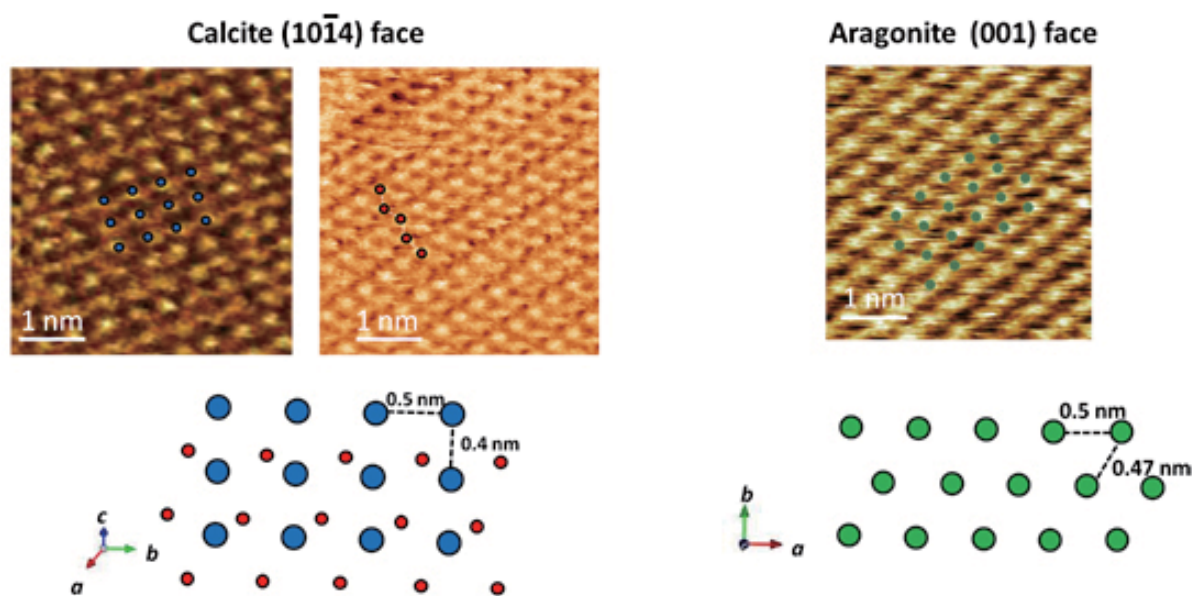 Calcite (101̅4) face
Aragonite (001) face
1 nm
1 nm
1 nm
0.5 nm
0.4 nm
c
b
a
0.5 nm
0.47 nm
b
a